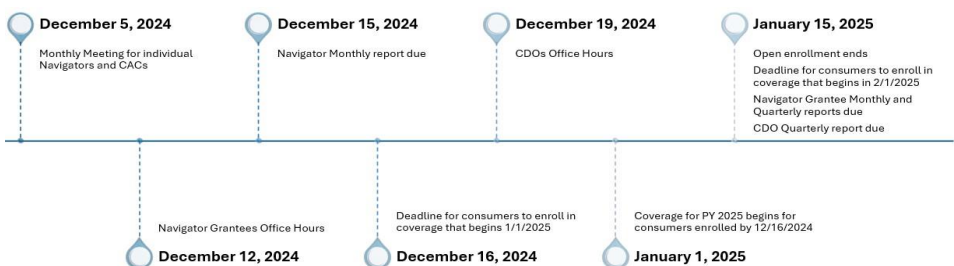 December 5, 2024
Monthly Meeting for individual
Navigators and CACs
December 15, 2024
Navigator Monthly report due
December 19, 2024
CDOs Office Hours
January 15, 2025
Open enrollment ends
Deadline for consumers to enroll in
coverage that begins in 2/1/2025
Navigator Grantee Monthly and
Quarterly reports due
CDO Quarterly report due
Navigator Grantees Office Hours
December 12, 2024
Deadline for consumers to enroll in
coverage that begins 1/1/2025
December 16, 2024
Coverage for PY 2025 begins for
consumers enrolled by 12/16/2024
January 1, 2025